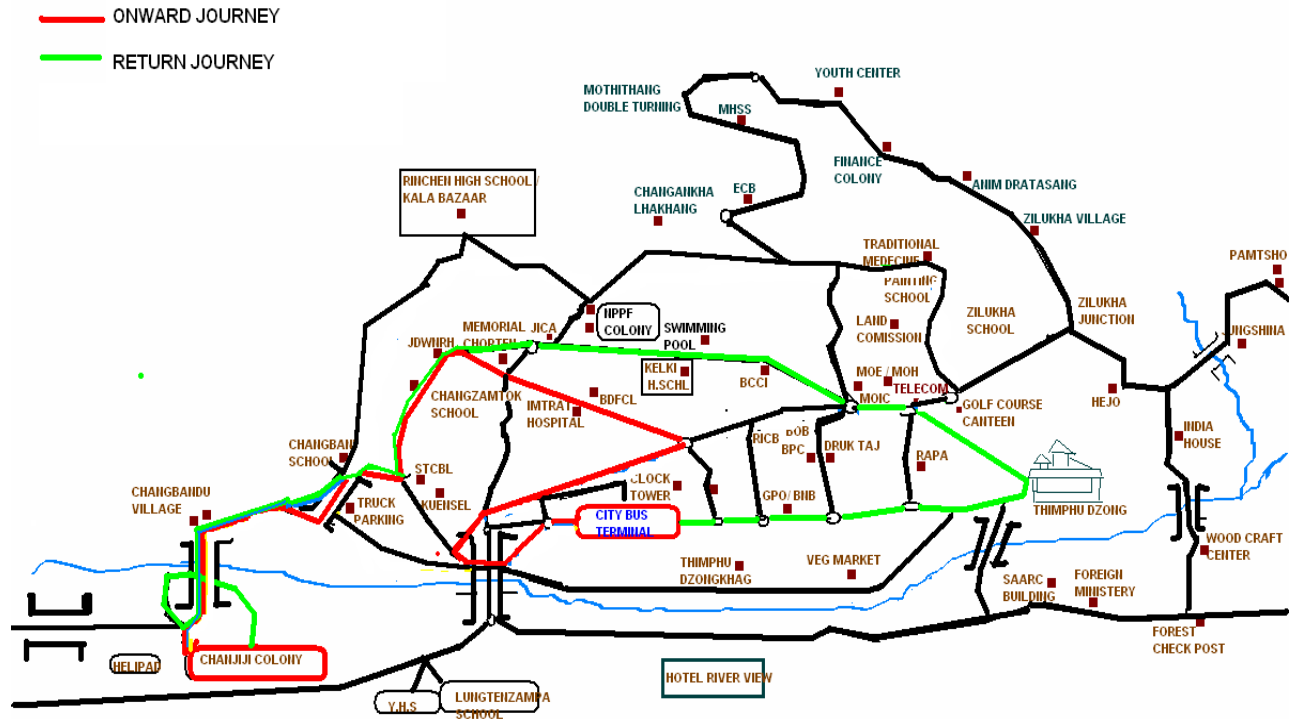 ONWARD JOURNEY
RETURN JOURNEY
YOUTH CENTER
MOTHITHANG
DOUBLE TURNING
MHSS
FINANCE
COLONY
ANIM DRATASANG
RINCHEN HIGH SCHOOL /
KALA BAZAAR
CHANGANKHA
LHAKHANG
ECB
ZILUKHA VILLAGE
TRADITIONAL
MEDECINE
PAINTING
SCHOOL
PAMTSHO
NPPF
COLONY
SWIMMING
POOL
LAND
COMISSION
ZILUKHA
SCHOOL
ZILUKHA
JUNCTION
JUNGSHINA
MEMORIAL
CHORTEN
JICA
JDWNRH
KELKI
H.SCHL
BCCI
MOE / MOH
MOIC
TELECOM
CHANGZAMTOK
SCHOOL
IMTRAT
HOSPITAL
BDFCL
GOLF COURSE
CANTEEN
HEJO
INDIA
HOUSE
RICB
BOB
BPC
DRUK TAJ
RAPA
CHANGBAN
SCHOOL
STCBL
KUENSEL
CLOCK
TOWER
GPO/ BNB
THIMPHU DZONG
CHANGBANDU
VILLAGE
TRUCK
PARKING
CITY BUS
TERMINAL
WOOD CRAFT
CENTER
THIMPHU
DZONGKHAG
VEG MARKET
SAARC
BUILDING
FOREIGN
MINISTERY
FOREST
CHECK POST
HELIPAD
CHANJIJI COLONY
HOTEL RIVER VIEW
Y.H.S
LUNGTENZAMPA
SCHOOL